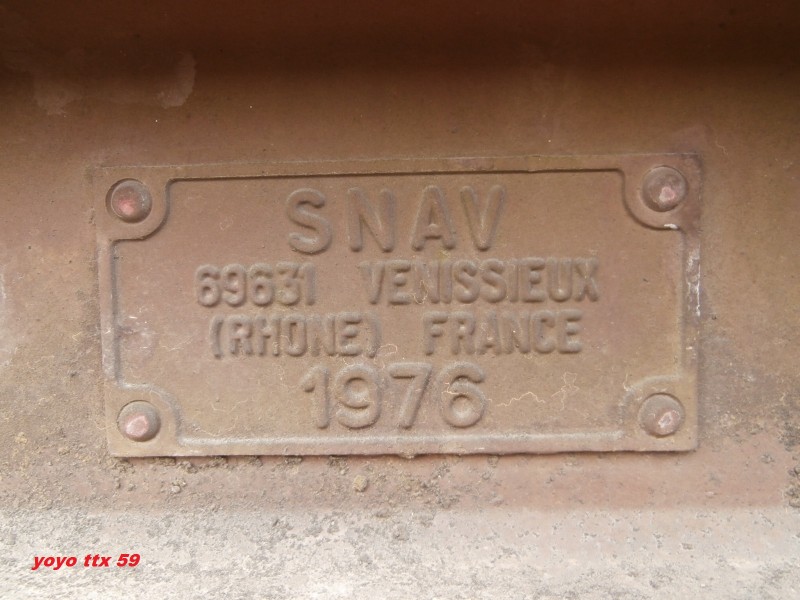 SNAV
69631 VENISSIEUX
(RHONE) FRANCE
1976
yoyo ttx 59